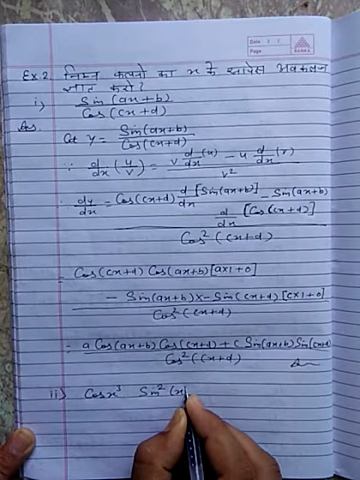 Date / /
Page
Ex.2. निम्न फलनो का x के सापेक्ष अवकलन
ज्ञात करो?
i) Sin(ax+b) / Cos(cx+d)
Ans. Let y = Sin(ax+b) / Cos(cx+d)
∵ d/dx (u/v) = (v d/dx (u) - u d/dx (v)) / v²
∴ dy/dx = (Cos(cx+d) d/dx [Sin(ax+b)] - Sin(ax+b) d/dx [Cos(cx+d)]) / Cos²(cx+d)
= (Cos(cx+d) Cos(ax+b) [ax1+0]
- Sin(ax+b)x-Sin(cx+d) [cx1+0]) / Cos²(cx+d)
= (a Cos(ax+b) Cos(cx+d) + c Sin(ax+b) Sin(cx+d)) / Cos²(cx+d)
ii) Cosx³ Sin²(x